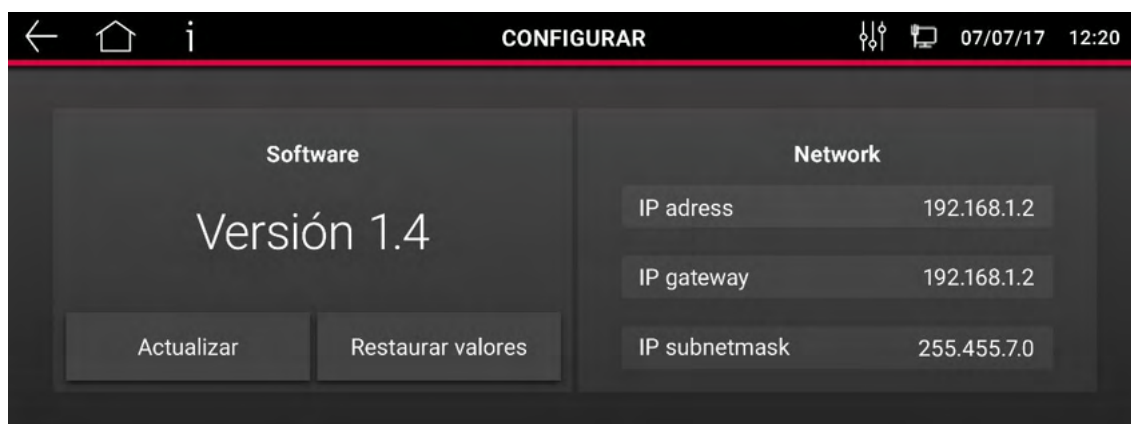 i CONFIGURAR 07/07/17 12:20
Software
Versión 1.4
Actualizar
Restaurar valores
Network
IP adress 192.168.1.2
IP gateway 192.168.1.2
IP subnetmask 255.455.7.0